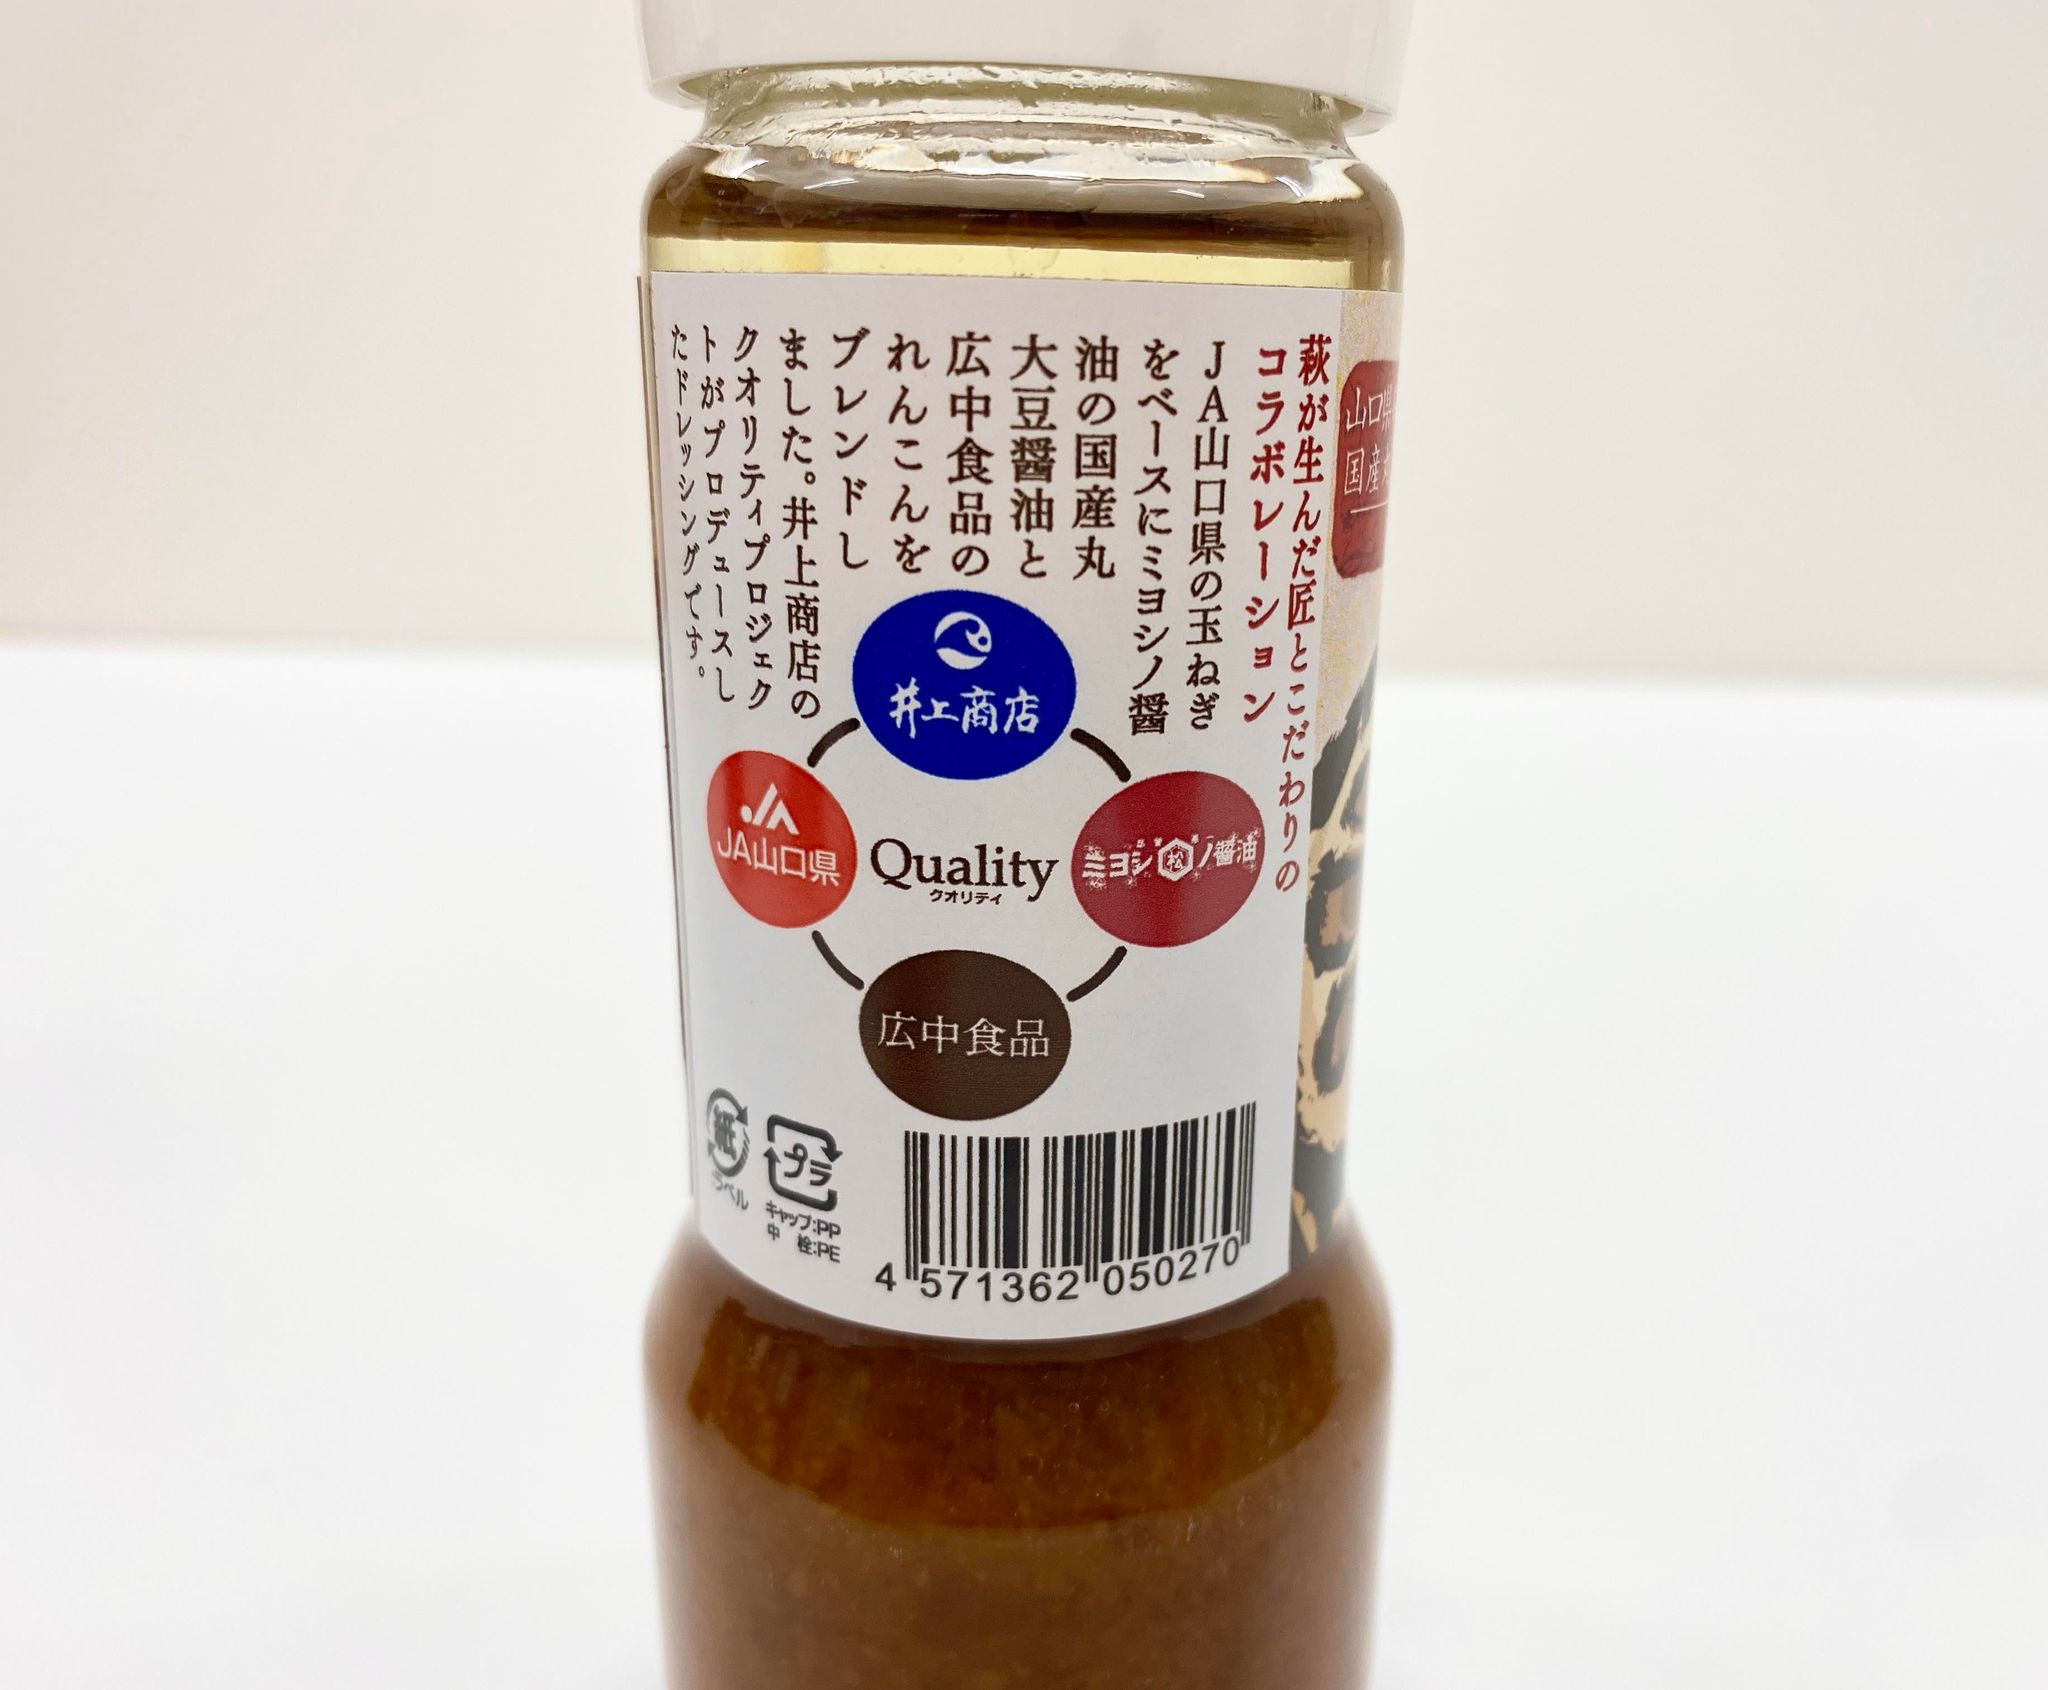 山口県
国産
萩が生んだ匠とこだわりの
コラボレーション
JA山口県の玉ねぎ
をベースにミヨシノ醤
油の国産丸
大豆醤油と
広中食品の
れんこんを
ブレンドし
ました。井上商店の
クオリティプロジェク
トがプロデュースし
たドレッシングです。
井上商店
JA
JA山口県
Quality
クオリティ
ミヨシ松ノ醤油
広中食品
紙
ラベル
プラ
キャップ:PP
中 栓:PE
4 571362 050270